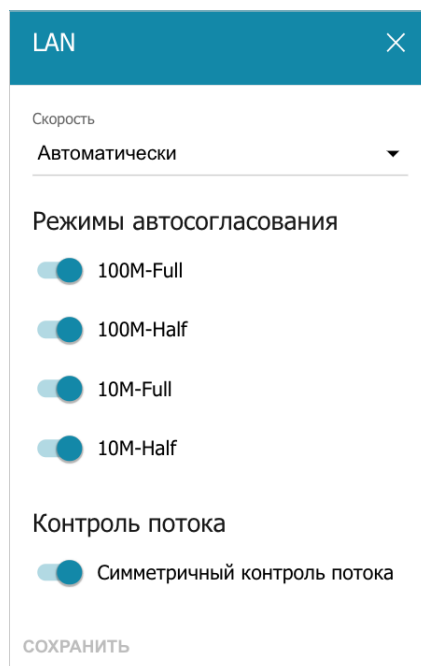 LAN
Скорость
Автоматически
Режимы автосогласования
100M-Full
100M-Half
10M-Full
10M-Half
Контроль потока
Симметричный контроль потока
СОХРАНИТЬ